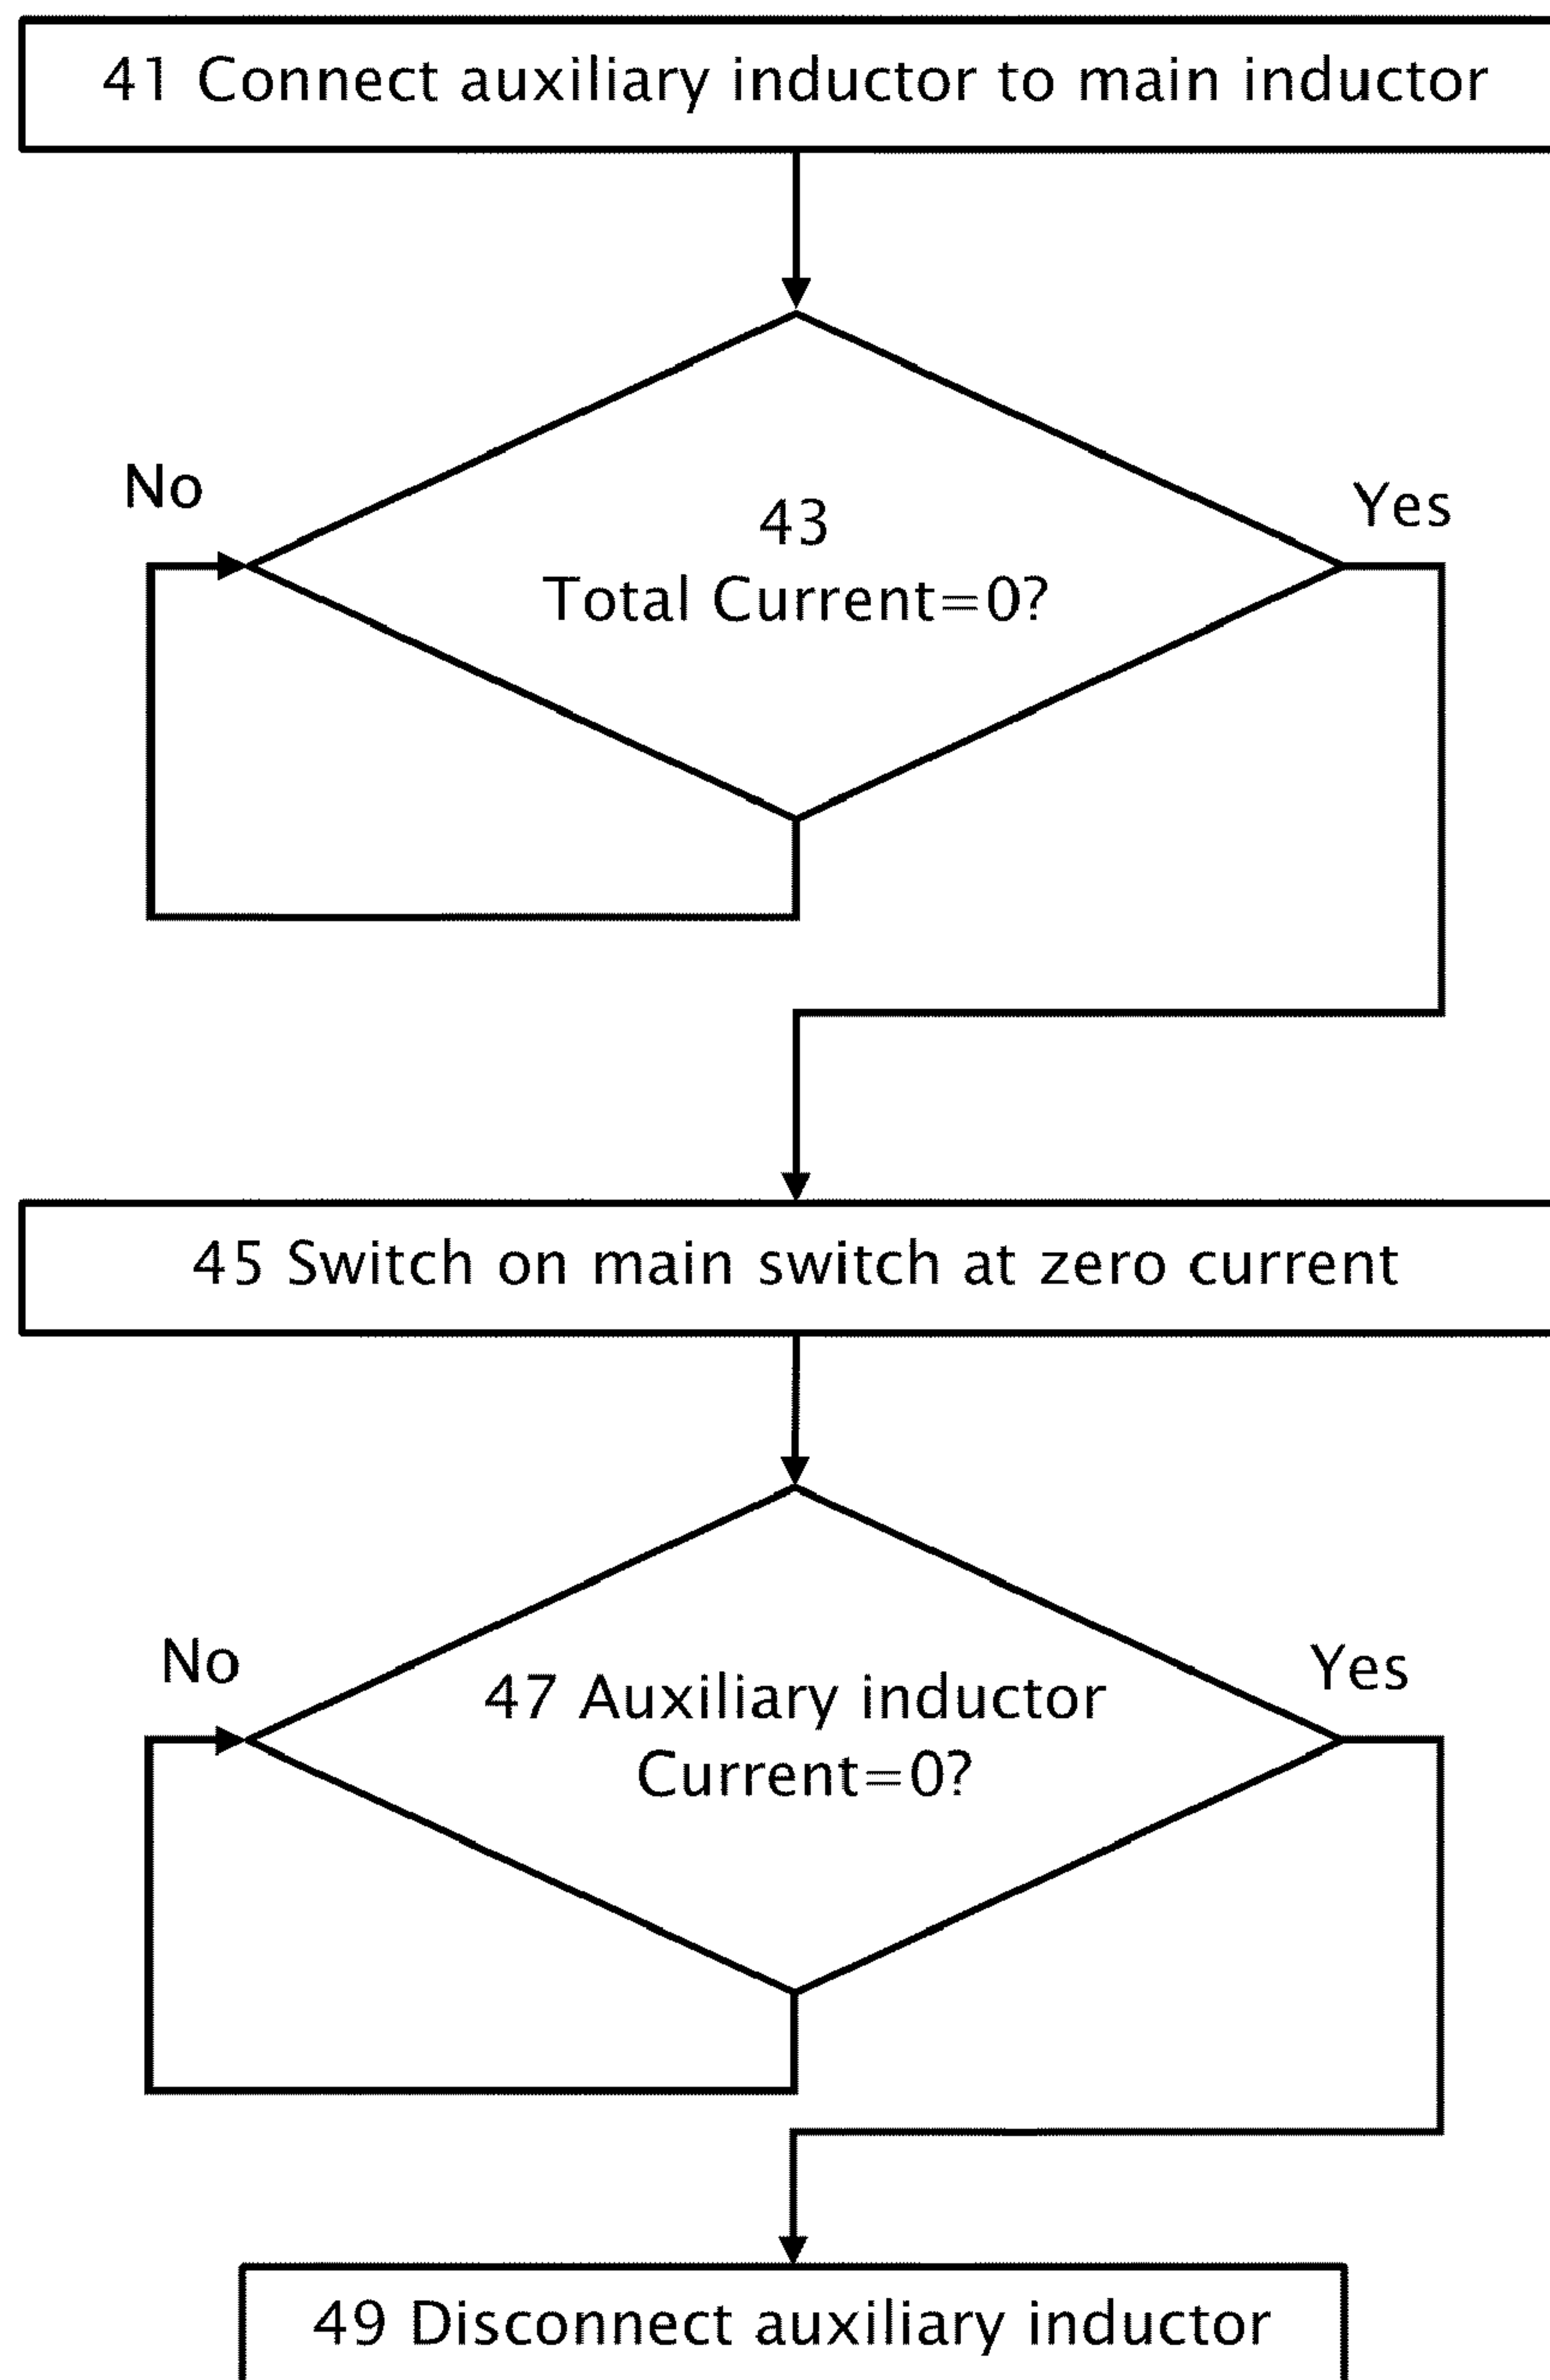 41 Connect auxiliary inductor to main inductor
No
43
Yes
Total Current=0?
45 Switch on main switch at zero current
No
47 Auxiliary inductor
Yes
Current=0?
49 Disconnect auxiliary inductor